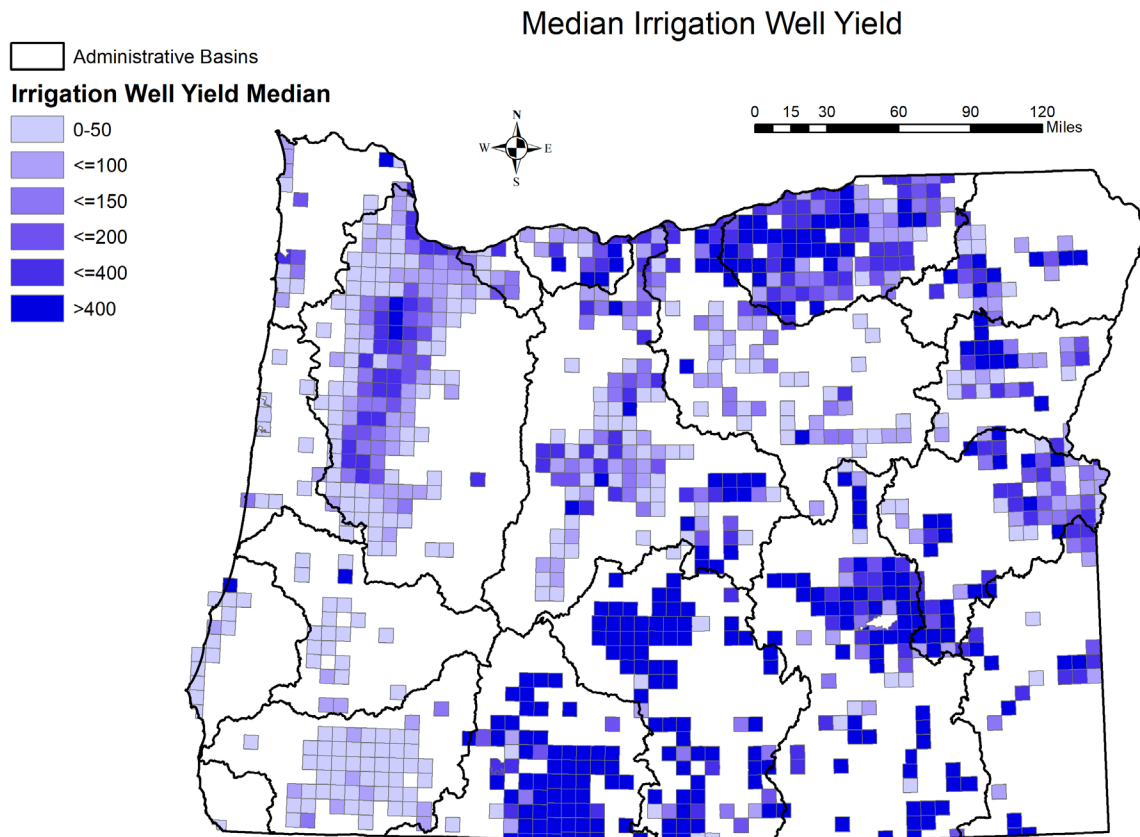 Median Irrigation Well Yield
Administrative Basins
Irrigation Well Yield Median
0-50
<=100
<=150
<=200
<=400
>400
N
W E
S
0 15 30 60 90 120
Miles